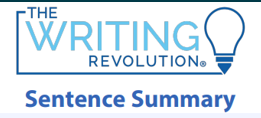 THE
WRITING
REVOLUTION®
Sentence Summary